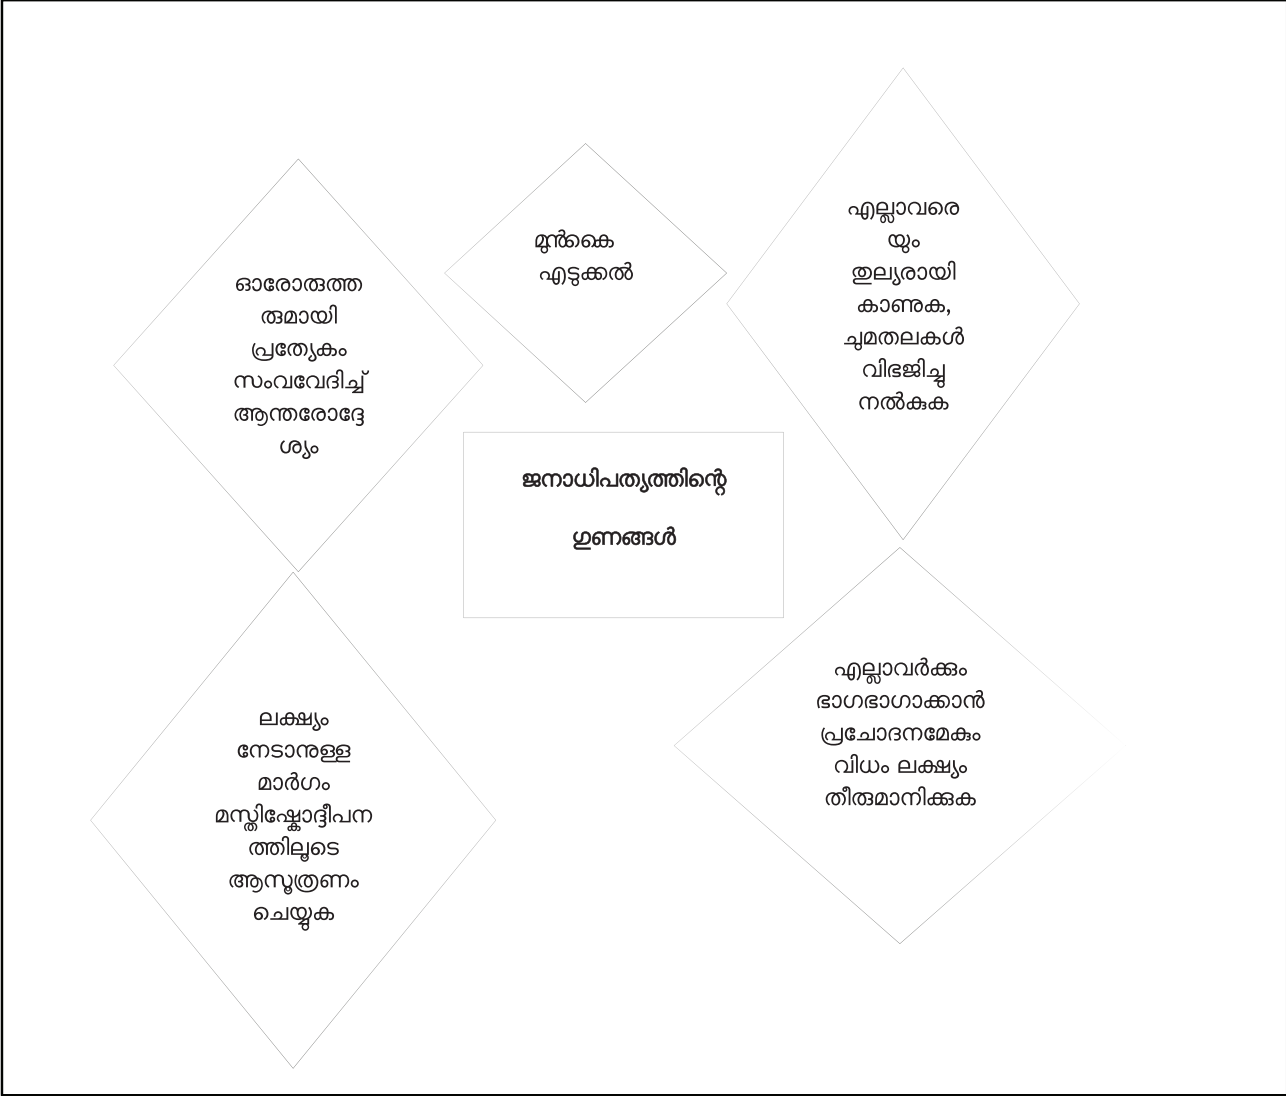 മുൻകൈ
എടുക്കൽ
എല്ലാവരെ
യും
തുല്യരായി
കാണുക,
ചുമതലകൾ
വിഭജിച്ചു
നൽകുക
ഓരോരുത്ത
രുമായി
പ്രത്യേകം
സംവവേദിച്ച്
ആന്തരോദ്ദേ
ശ്യം
ജനാധിപത്യത്തിന്റെ
ഗുണങ്ങൾ
എല്ലാവർക്കും
ഭാഗഭാഗാക്കാൻ
പ്രചോദനമേകും
വിധം ലക്ഷ്യം
തീരുമാനിക്കുക
ലക്ഷ്യം
നേടാനുള്ള
മാർഗം
മസ്തിഷ്കോദ്ദീപന
ത്തിലൂടെ
ആസൂത്രണം
ചെയ്യുക